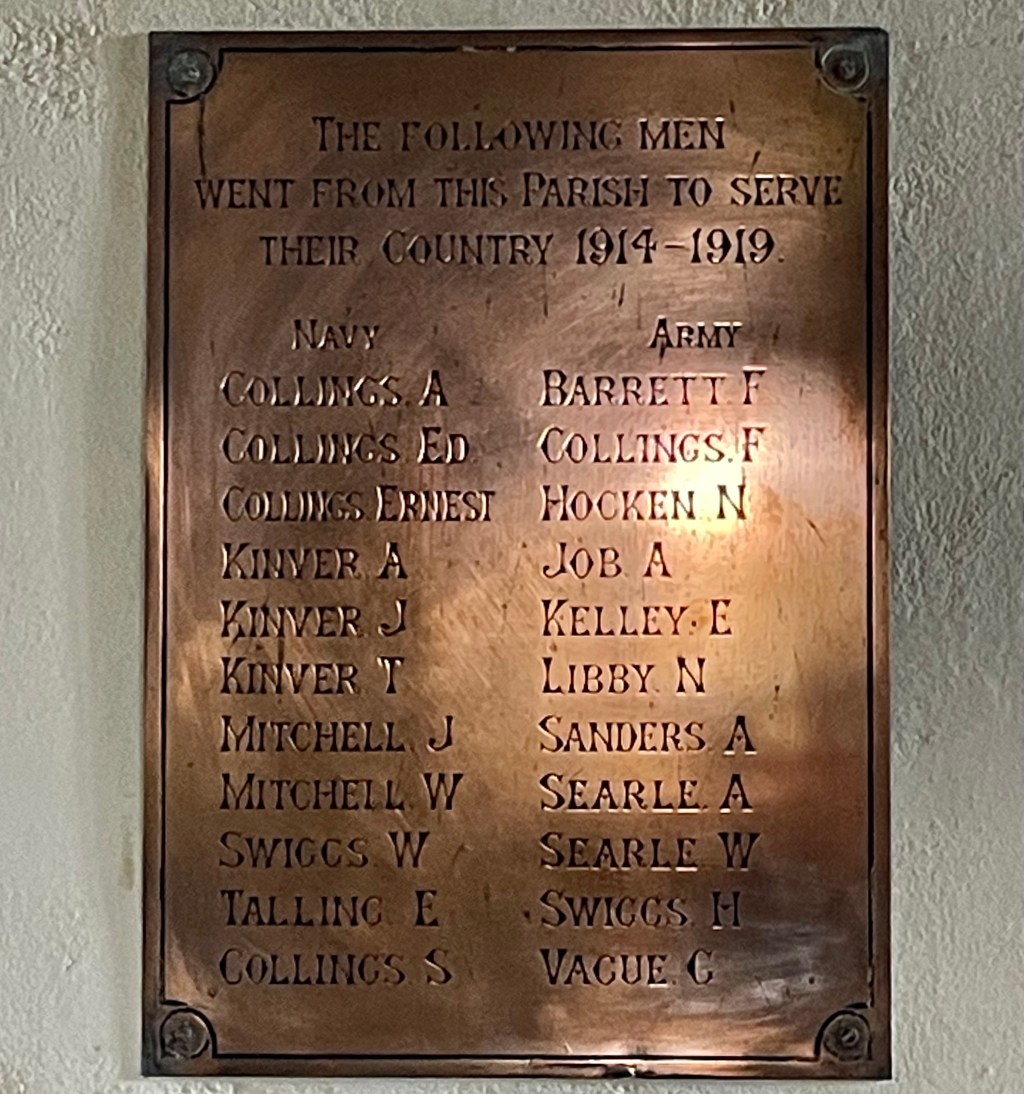 THE FOLLOWING MEN
WENT FROM THIS PARISH TO SERVE
THEIR COUNTRY 1914-1919.
NAVY
COLLINGS. A
COLLINGS. ED.
COLLINGS. ERNEST
KINVER. A
KINVER. J
KINVER. T
MITCHELL. J
MITCHELL. W
SWIGGS. W
TALLING. E
COLLINGS. S
ARMY
BARRETT. F
COLLINGS. F
HOCKEN. N
JOB. A
KELLEY. E
LIBBY. N
SANDERS. A
SEARLE. A
SEARLE. W
SWIGGS. H
VAGUE. G